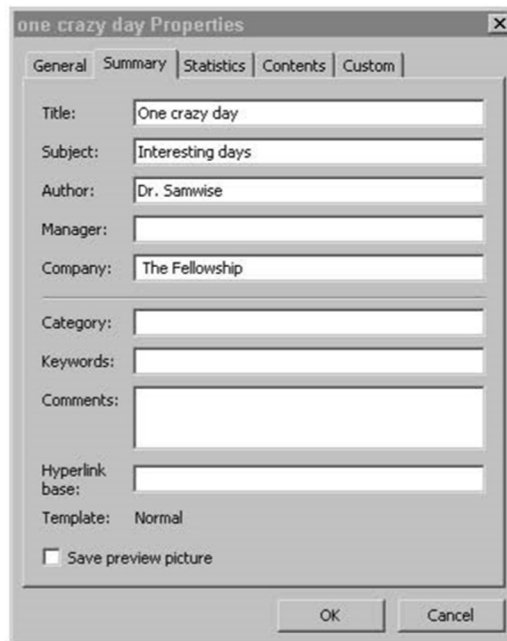 one crazy day Properties
General Summary Statistics Contents Custom
Title: One crazy day
Subject: Interesting days
Author: Dr. Samwise
Manager:
Company: The Fellowship
Category:
Keywords:
Comments:
Hyperlink
base:
Template: Normal
Save preview picture
OK Cancel